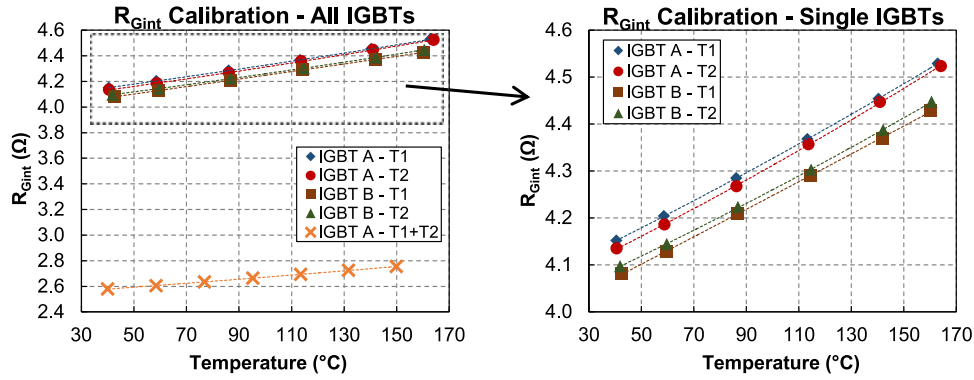 R_Gint Calibration - All IGBTs
R_Gint (Ω)
4.6
4.4
4.2
4.0
3.8
3.6
3.4
3.2
3.0
2.8
2.6
2.4
IGBT A - T1
IGBT A - T2
IGBT B - T1
IGBT B - T2
IGBT A - T1+T2
30 50 70 90 110 130 150 170
Temperature (°C)
R_Gint Calibration - Single IGBTs
R_Gint (Ω)
4.6
4.5
4.4
4.3
4.2
4.1
4.0
IGBT A - T1
IGBT A - T2
IGBT B - T1
IGBT B - T2
30 50 70 90 110 130 150 170
Temperature (°C)